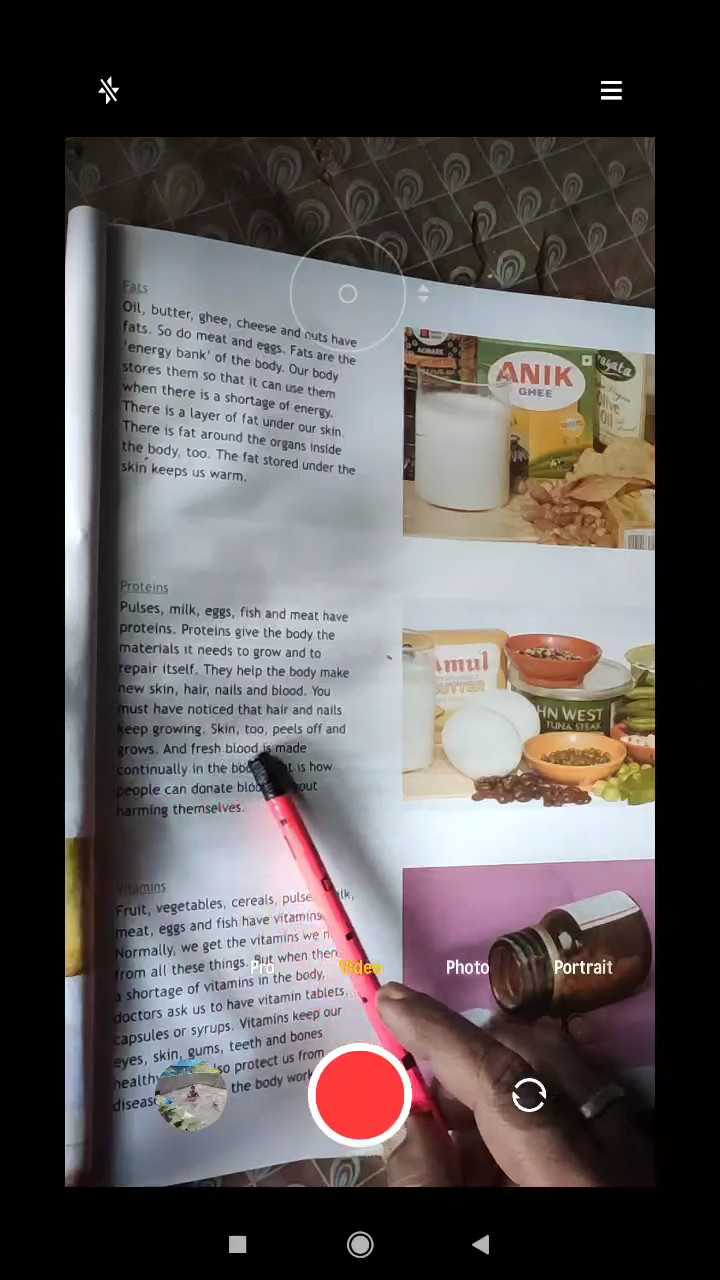 Fats
Oil, butter, ghee, cheese and nuts have
fats. So do meat and eggs. Fats are the
'energy bank' of the body. Our body
stores them so that it can use them
when there is a shortage of energy.
There is a layer of fat under our skin.
There is fat around the organs inside
the body, too. The fat stored under the
skin keeps us warm.
AGMARK
ANIK
GHEE
Proteins
Pulses, milk, eggs, fish and meat have
proteins. Proteins give the body the
materials it needs to grow and to
repair itself. They help the body make
new skin, hair, nails and blood. You
must have noticed that hair and nails
keep growing. Skin, too, peels off and
grows. And fresh blood is made
continually in the is how
people can donate
harming themselves.
mul
BUTTER
HN WEST
TUNA STEAK
Vitamins
Fruit, vegetables, cereals,
meat, eggs and fish have vitamins.
Normally, we get the vitamins we
from all these things. But when
a shortage of vitamins in the body,
doctors ask us to have vitamin tablets,
capsules or syrups. Vitamins keep our
eyes, skin, gums, teeth and bones
protect us from
the body
Pro Video Photo Portrait